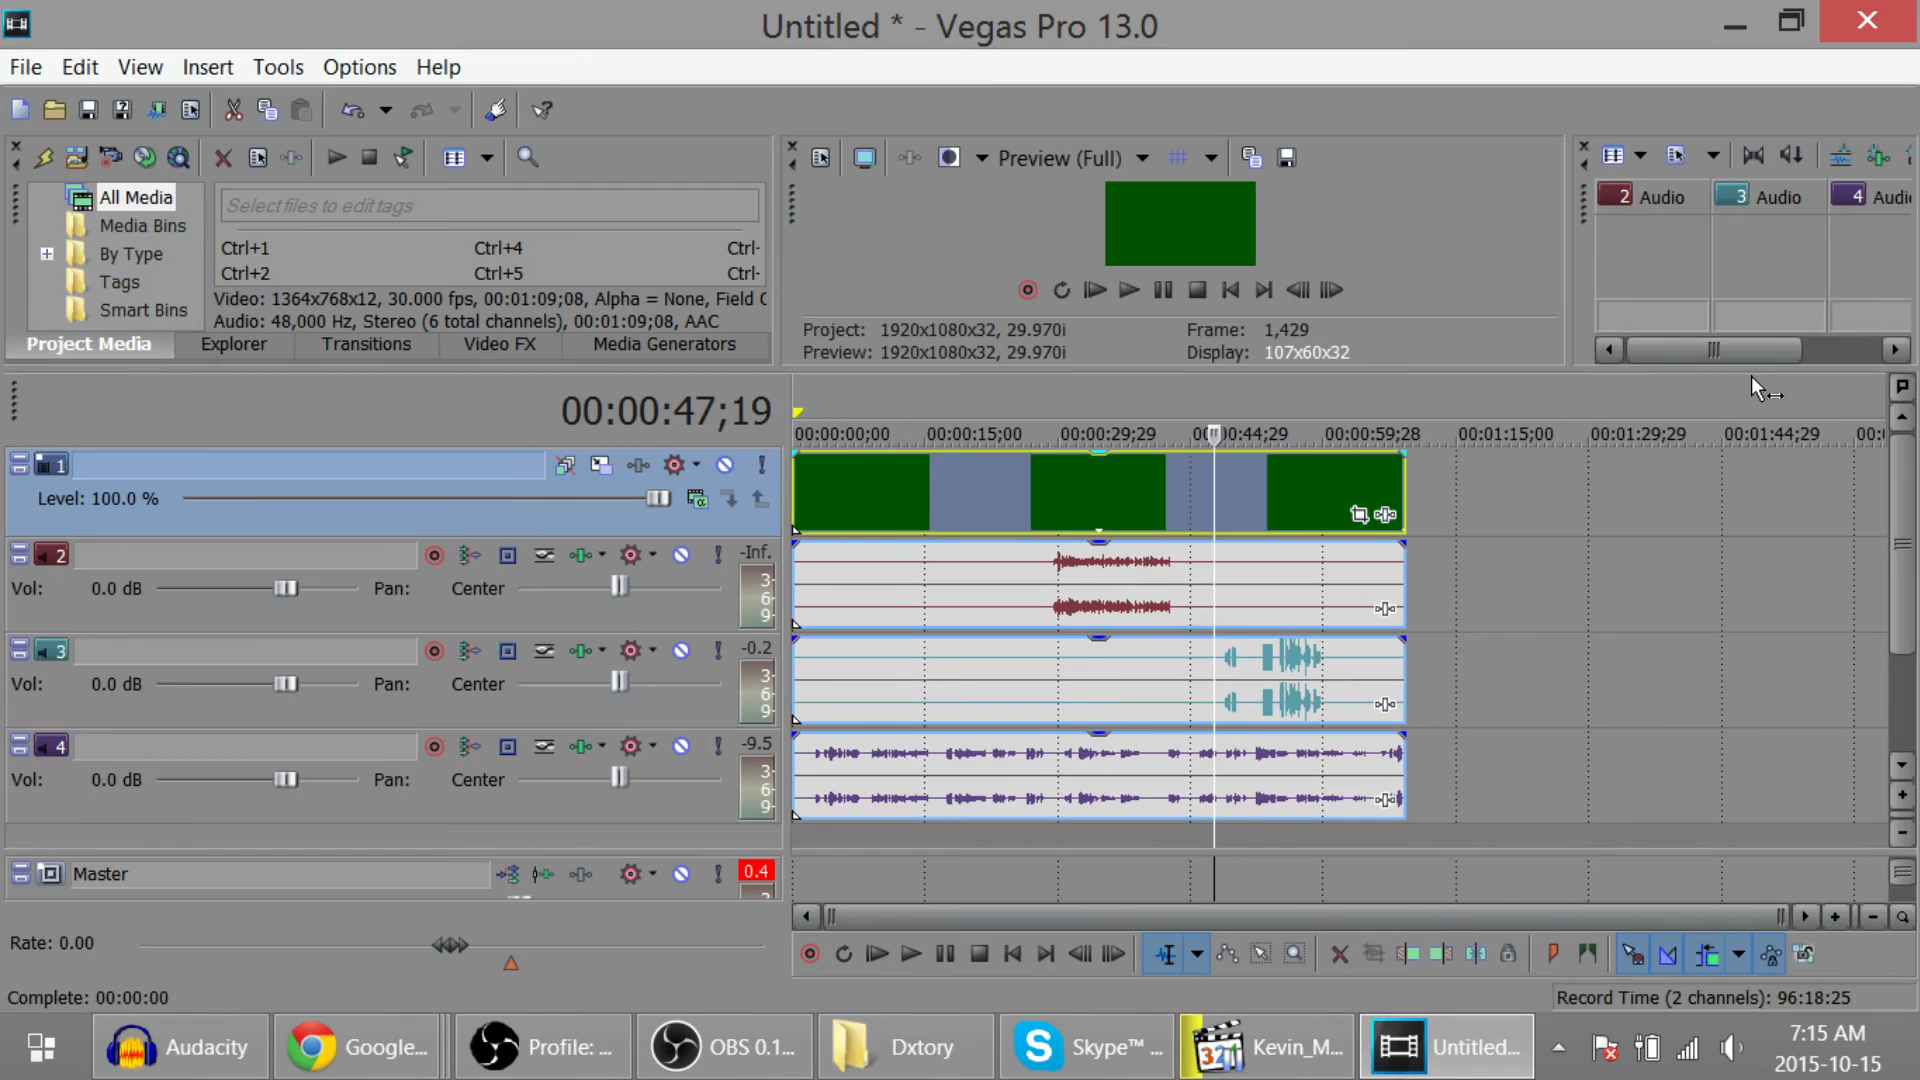 Untitled * - Vegas Pro 13.0
File Edit View Insert Tools Options Help
Preview (Full)
All Media
Media Bins
By Type
Tags
Smart Bins
Select files to edit tags
Ctrl+1 Ctrl+4 Ctrl-
Ctrl+2 Ctrl+5 Ctrl-
Video: 1364x768x12, 30.000 fps, 00:01:09;08, Alpha = None, Field O
Audio: 48,000 Hz, Stereo (6 total channels), 00:01:09;08, AAC
Project Media Explorer Transitions Video FX Media Generators
Project: 1920x1080x32, 29.970i Frame: 1,429
Preview: 1920x1080x32, 29.970i Display: 107x60x32
2 Audio 3 Audio 4 Audi
00:00:47;19
00:00:00;00 00:00:15;00 00:00:29;29 00:00:44;29 00:00:59;28 00:01:15;00 00:01:29;29 00:01:44;29 00:0
1
Level: 100.0 %
2 -Inf.
Vol: 0.0 dB Pan: Center 3 6 9
3 -0.2
Vol: 0.0 dB Pan: Center 3 6 9
4 -9.5
Vol: 0.0 dB Pan: Center 3 6 9
Master 0.4
Rate: 0.00
Complete: 00:00:00
Record Time (2 channels): 96:18:25
Audacity Google... Profile: ... OBS 0.1... Dxtory Skype™ ... 321 Kevin_M... Untitled...
7:15 AM
2015-10-15